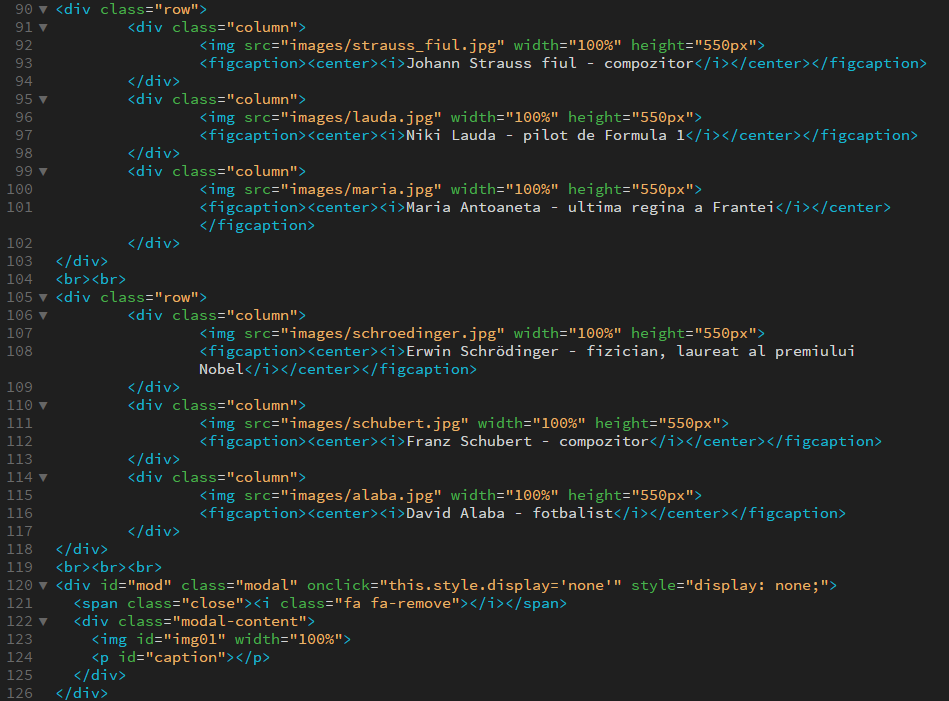 90 ▼ <div class="row">
91 ▼ <div class="column">
92 <img src="images/strauss_fiul.jpg" width="100%" height="550px">
93 <figcaption><center><i>Johann Strauss fiul - compozitor</i></center></figcaption>
94 </div>
95 ▼ <div class="column">
96 <img src="images/lauda.jpg" width="100%" height="550px">
97 <figcaption><center><i>Niki Lauda - pilot de Formula 1</i></center></figcaption>
98 </div>
99 ▼ <div class="column">
100 <img src="images/maria.jpg" width="100%" height="550px">
101 <figcaption><center><i>Maria Antoaneta - ultima regina a Frantei</i></center>
</figcaption>
102 </div>
103 </div>
104 <br><br>
105 ▼ <div class="row">
106 ▼ <div class="column">
107 <img src="images/schroedinger.jpg" width="100%" height="550px">
108 <figcaption><center><i>Erwin Schrödinger - fizician, laureat al premiului
Nobel</i></center></figcaption>
109 </div>
110 ▼ <div class="column">
111 <img src="images/schubert.jpg" width="100%" height="550px">
112 <figcaption><center><i>Franz Schubert - compozitor</i></center></figcaption>
113 </div>
114 ▼ <div class="column">
115 <img src="images/alaba.jpg" width="100%" height="550px">
116 <figcaption><center><i>David Alaba - fotbalist</i></center></figcaption>
117 </div>
118 </div>
119 <br><br><br>
120 ▼ <div id="mod" class="modal" onclick="this.style.display='none'" style="display: none;">
121 <span class="close"><i class="fa fa-remove"></i></span>
122 ▼ <div class="modal-content">
123 <img id="img01" width="100%">
124 <p id="caption"></p>
125 </div>
126 </div>